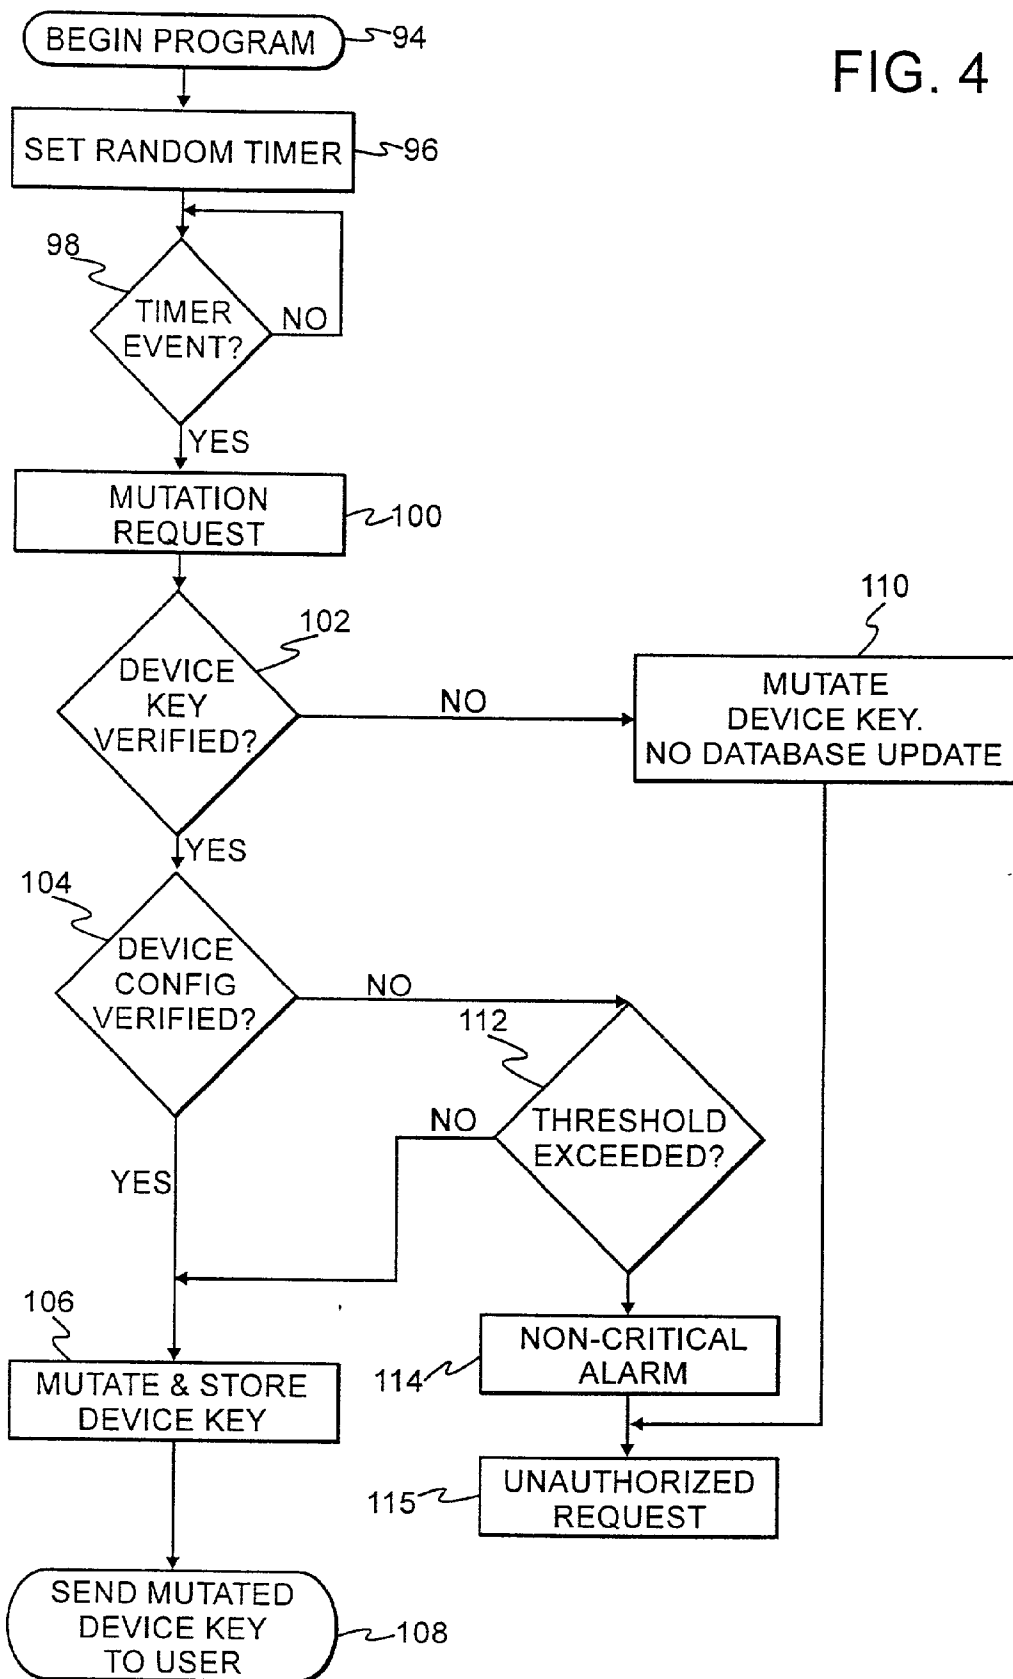 FIG. 4
BEGIN PROGRAM
94
SET RANDOM TIMER
96
98
TIMER
EVENT?
NO
YES
MUTATION
REQUEST
100
102
DEVICE
KEY
VERIFIED?
NO
110
MUTATE
DEVICE KEY.
NO DATABASE UPDATE
YES
104
DEVICE
CONFIG
VERIFIED?
NO
112
THRESHOLD
EXCEEDED?
NO
YES
106
MUTATE & STORE
DEVICE KEY
NON-CRITICAL
ALARM
114
UNAUTHORIZED
REQUEST
115
SEND MUTATED
DEVICE KEY
TO USER
108